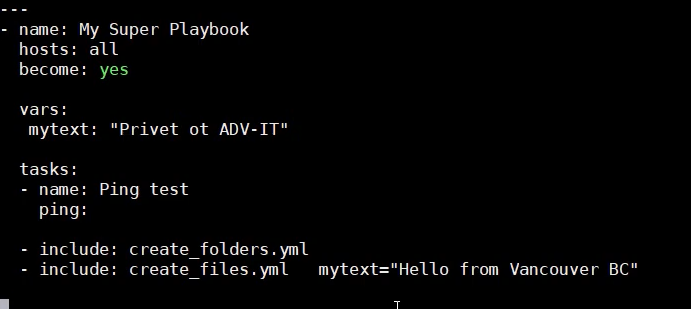 ---
- name: My Super Playbook
  hosts: all
  become: yes
  vars:
   mytext: "Privet ot ADV-IT"
  tasks:
  - name: Ping test
    ping:
  - include: create_folders.yml
  - include: create_files.yml   mytext="Hello from Vancouver BC"